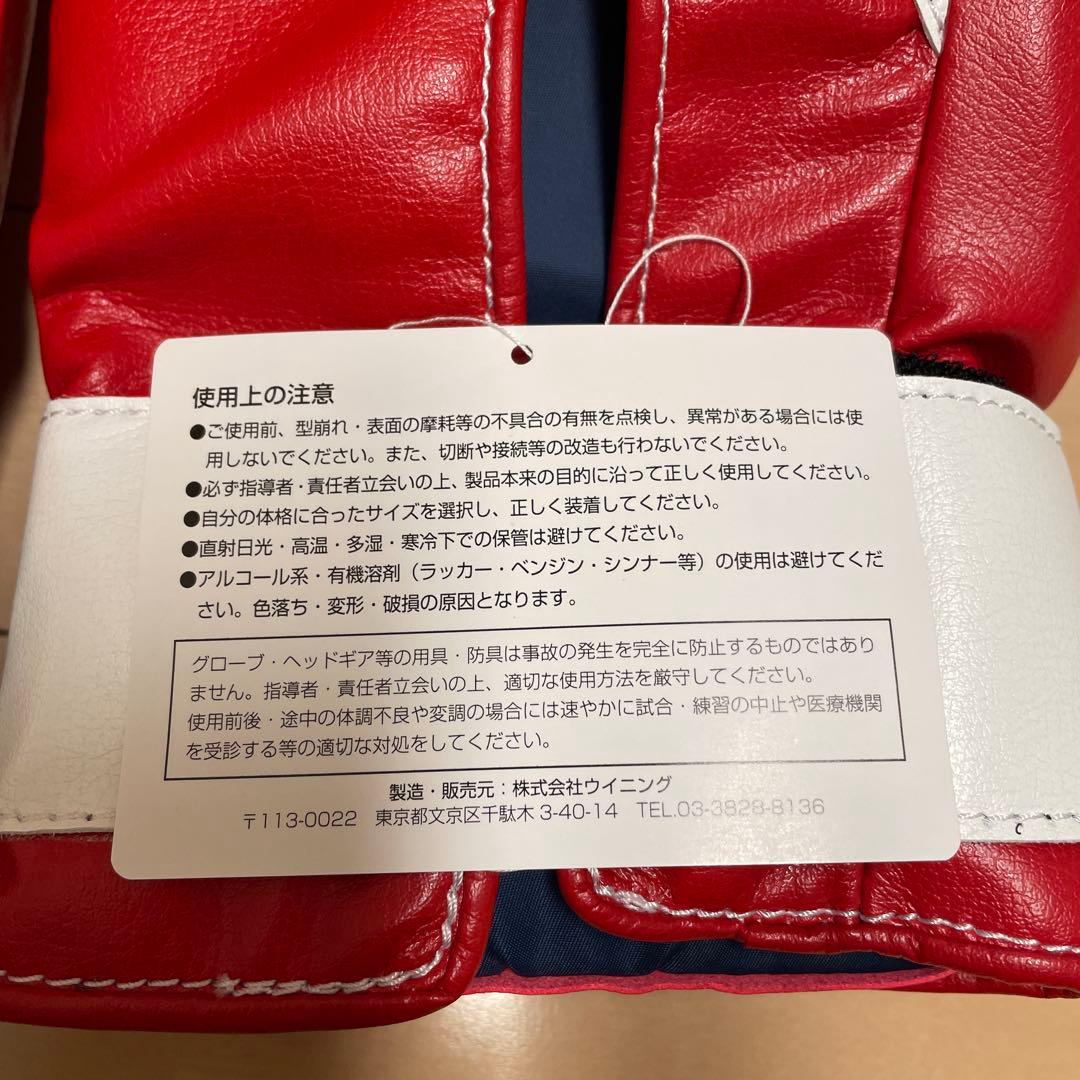 使用上の注意
●ご使用前、型崩れ・表面の摩耗等の不具合の有無を点検し、異常がある場合には使
用しないでください。また、切断や接続等の改造も行わないでください。
●必ず指導者・責任者立会いの上、製品本来の目的に沿って正しく使用してください。
●自分の体格に合ったサイズを選択し、正しく装着してください。
●直射日光・高温・多湿・寒冷下での保管は避けてください。
●アルコール系・有機溶剤（ラッカー・ベンジン・シンナー等）の使用は避けてくだ
さい。色落ち・変形・破損の原因となります。
グローブ・ヘッドギア等の用具・防具は事故の発生を完全に防止するものではあり
ません。指導者・責任者立会いの上、適切な使用方法を厳守してください。
使用前後・途中の体調不良や変調の場合には速やかに試合・練習の中止や医療機関
を受診する等の適切な対処をしてください。
製造・販売元：株式会社ウイニング
〒113-0022 東京都文京区千駄木 3-40-14 TEL.03-3828-8136